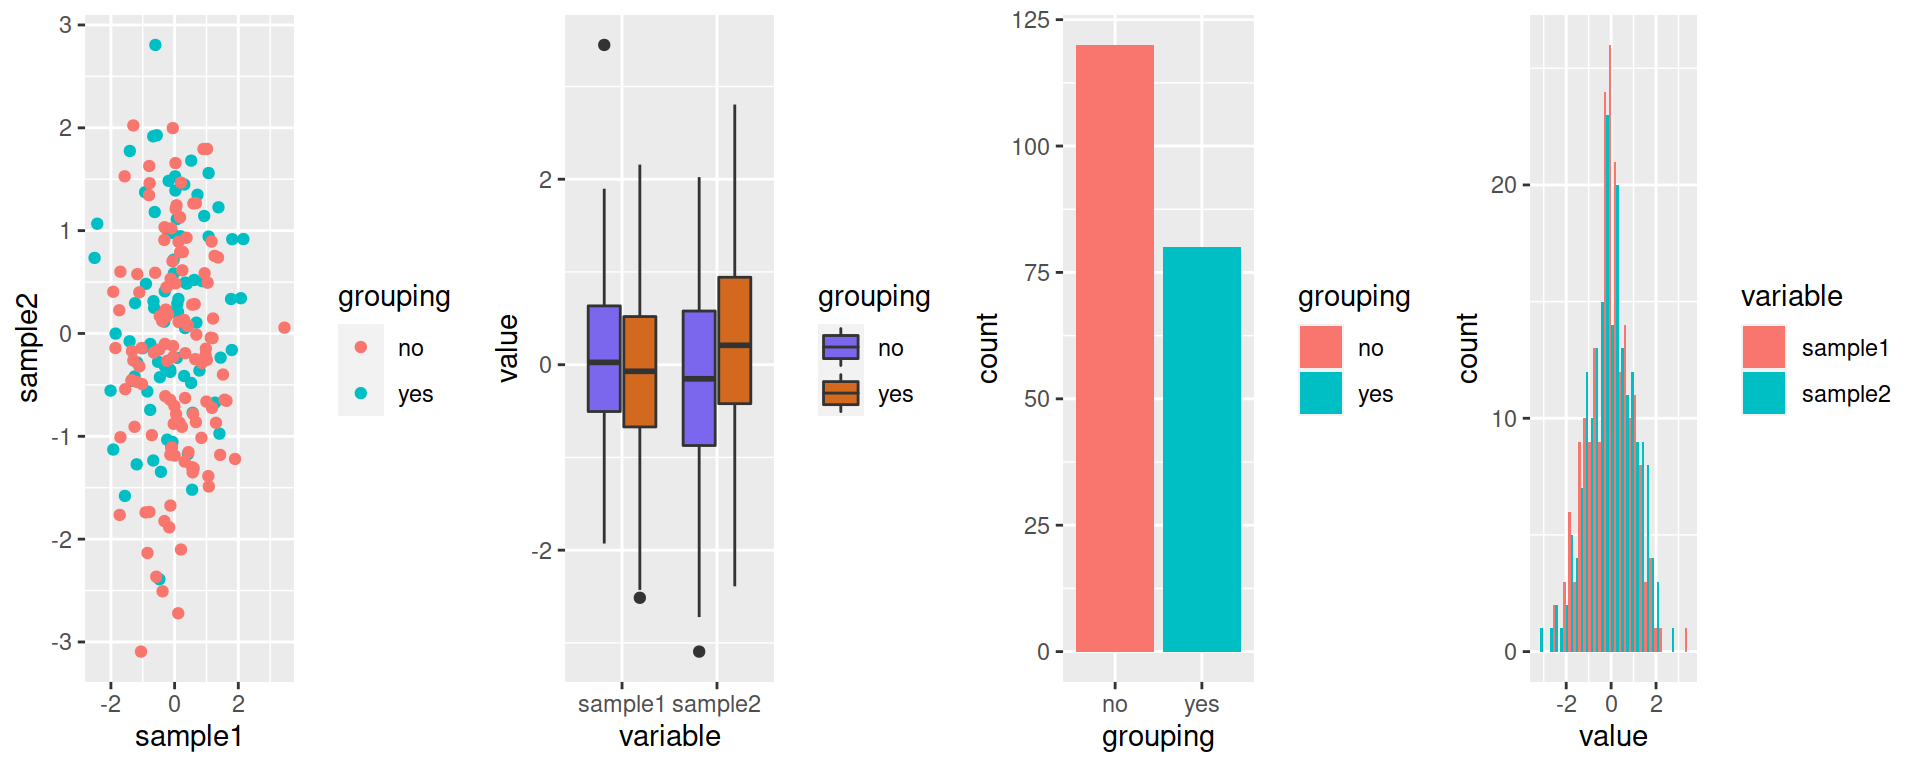 3
2
1
0
-1
-2
-3
sample2
-2 0 2
sample1
grouping
no
yes
2
0
-2
value
sample1 sample2
variable
grouping
no
yes
125
100
75
50
25
0
count
no yes
grouping
grouping
no
yes
20
10
0
count
-2 0 2
value
variable
sample1
sample2